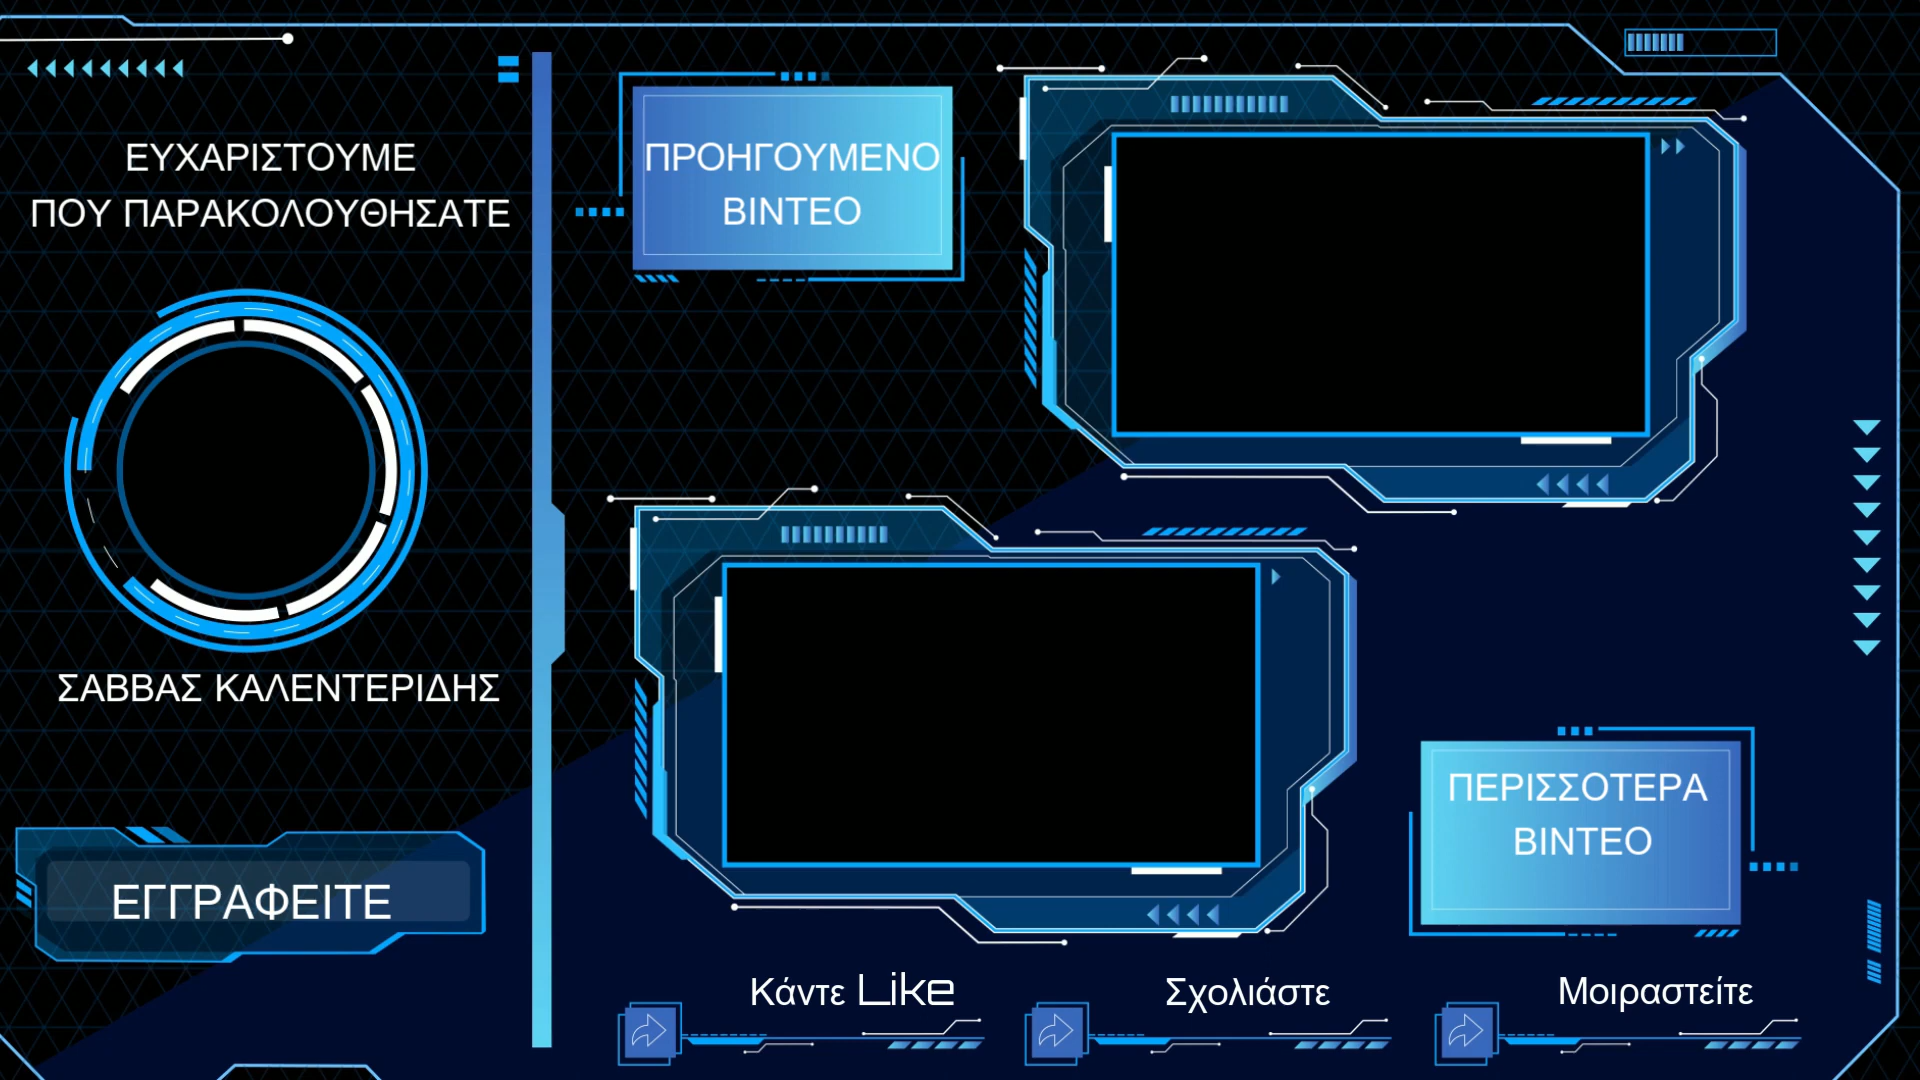 ΕΥΧΑΡΙΣΤΟΥΜΕ
ΠΟΥ ΠΑΡΑΚΟΛΟΥΘΗΣΑΤΕ
ΣΑΒΒΑΣ ΚΑΛΕΝΤΕΡΙΔΗΣ
ΕΓΓΡΑΦΕΙΤΕ
ΠΡΟΗΓΟΥΜΕΝΟ
ΒΙΝΤΕΟ
ΠΕΡΙΣΣΟΤΕΡΑ
ΒΙΝΤΕΟ
Κάντε Like
Σχολιάστε
Μοιραστείτε